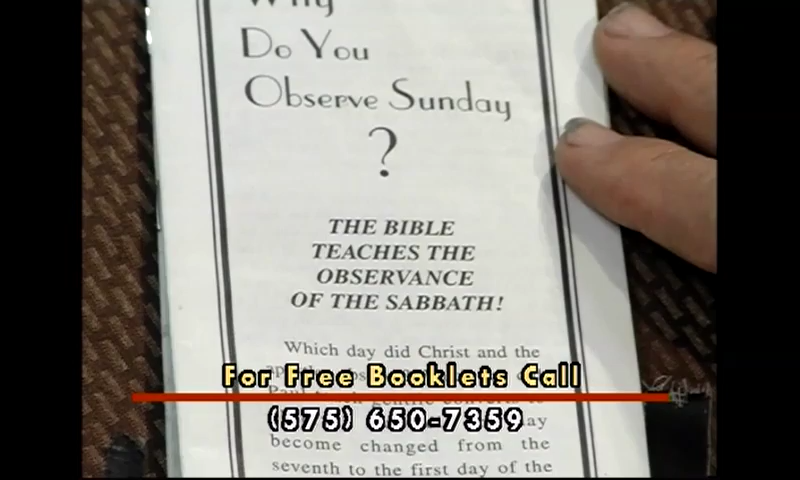 Why
Do You
Observe Sunday
?
THE BIBLE
TEACHES THE
OBSERVANCE
OF THE SABBATH!
Which day did Christ and the
For Free Booklets Call
(575) 650-7359
become changed from the
seventh to the first day of the